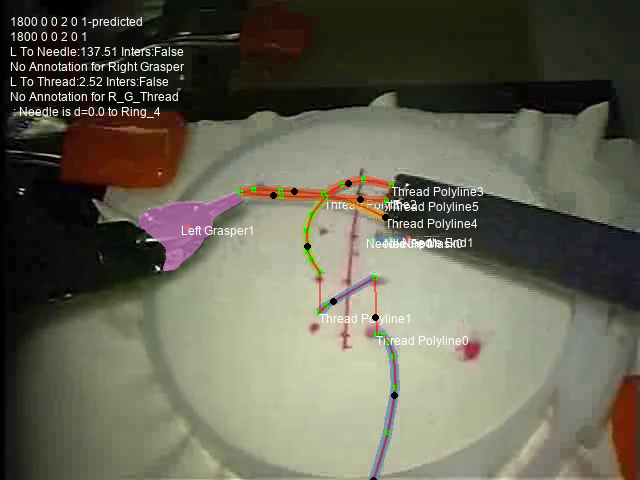 1800 0 0 2 0 1-predicted
1800 0 0 2 0 1
L To Needle:137.51 Inters:False
No Annotation for Right Grasper
L To Thread:2.52 Inters:False
No Annotation for R_G_Thread
: Needle is d=0.0 to Ring_4
Thread Polyline3
Thread Polyline5
Thread Polyline4
Left Grasper1
Thread Polyline1
Thread Polyline0